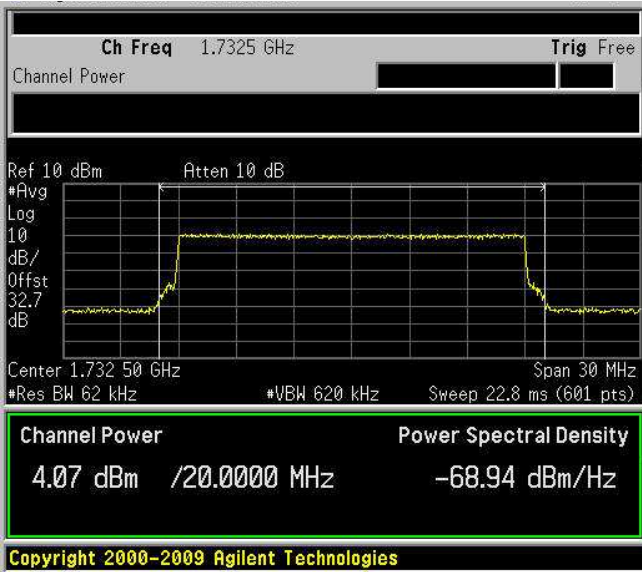 Ch Freq 1.7325 GHz Trig Free
Channel Power
Ref 10 dBm Atten 10 dB
#Avg
Log
10
dB/
Offst
32.7
dB
Center 1.732 50 GHz Span 30 MHz
#Res BW 62 kHz #VBW 620 kHz Sweep 22.8 ms (601 pts)
Channel Power Power Spectral Density
4.07 dBm /20.0000 MHz -68.94 dBm/Hz
Copyright 2000-2009 Agilent Technologies